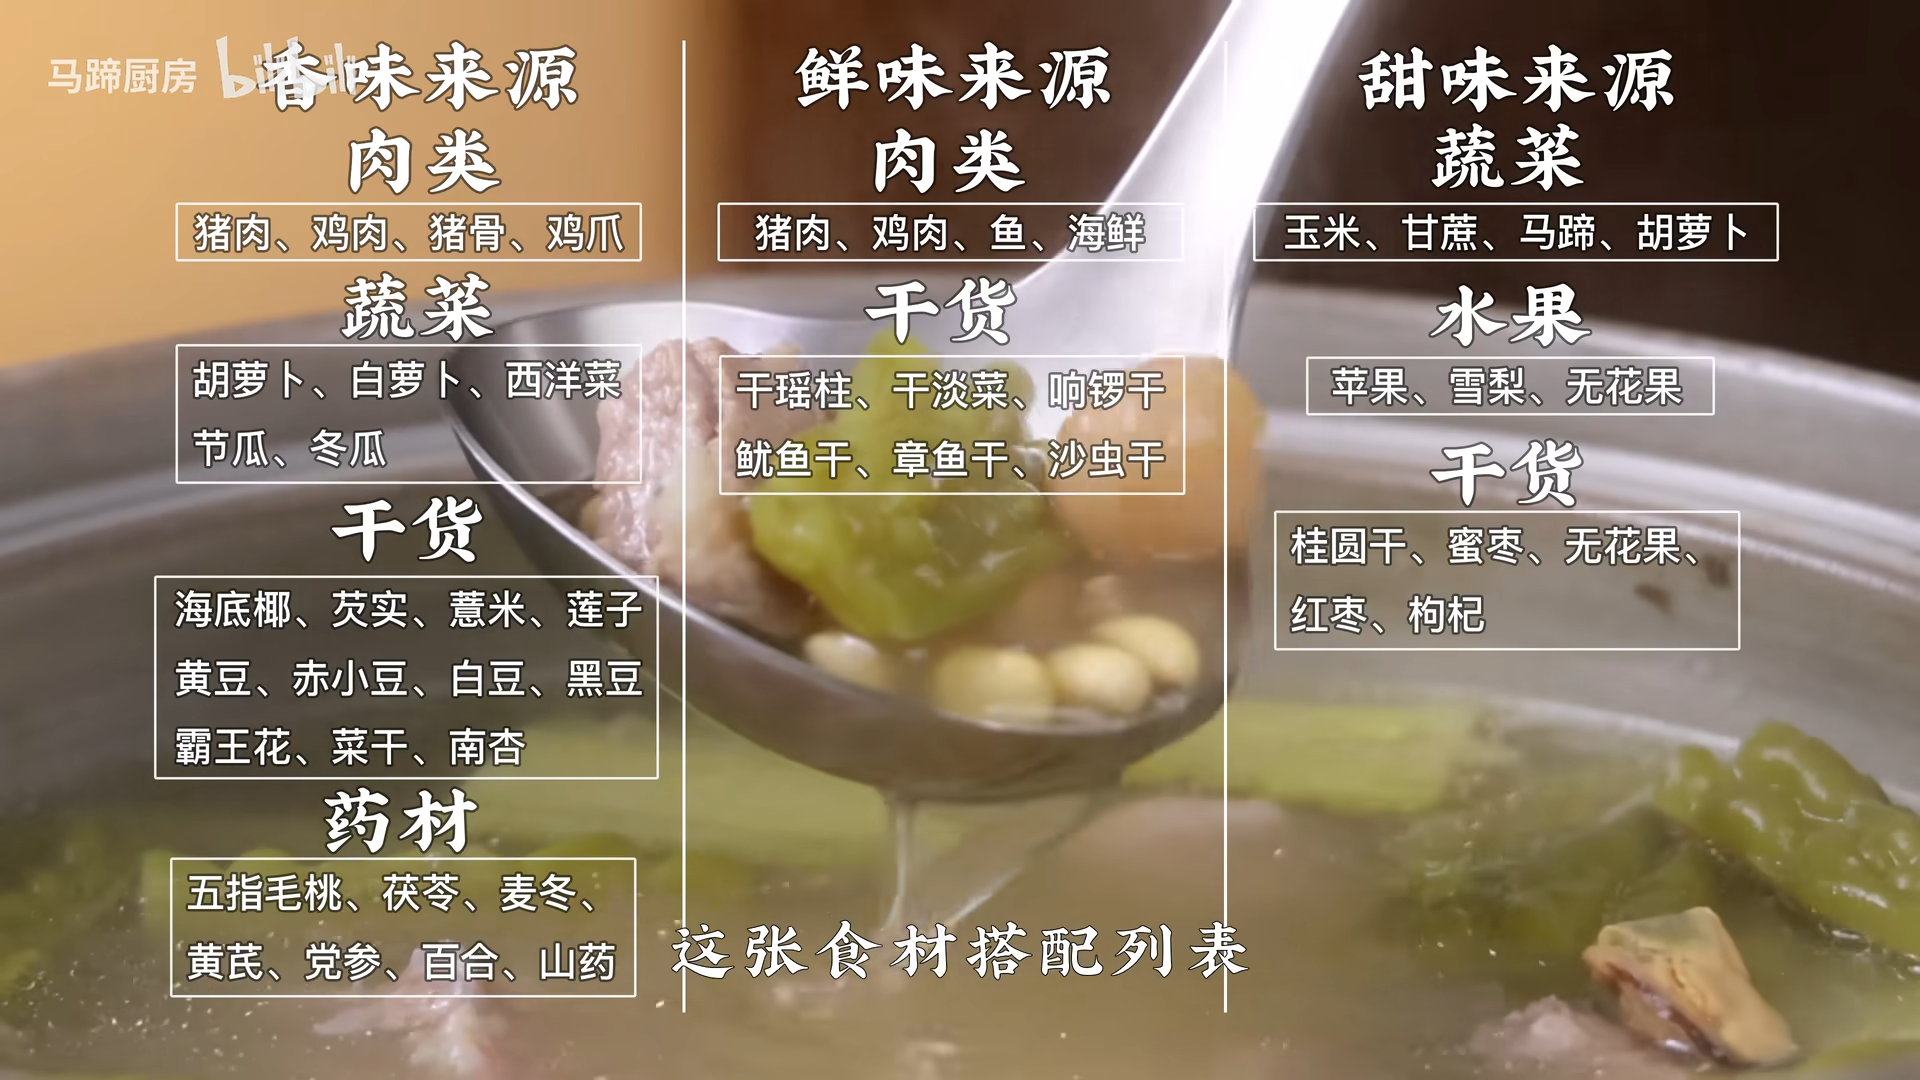 马蹄厨房 bilibili
香味来源
肉类
猪肉、鸡肉、猪骨、鸡爪
蔬菜
胡萝卜、白萝卜、西洋菜
节瓜、冬瓜
干货
海底椰、芡实、薏米、莲子
黄豆、赤小豆、白豆、黑豆
霸王花、菜干、南杏
药材
五指毛桃、茯苓、麦冬、
黄芪、党参、百合、山药
鲜味来源
肉类
猪肉、鸡肉、鱼、海鲜
干货
干瑶柱、干淡菜、响锣干
鱿鱼干、章鱼干、沙虫干
甜味来源
蔬菜
玉米、甘蔗、马蹄、胡萝卜
水果
苹果、雪梨、无花果
干货
桂圆干、蜜枣、无花果、
红枣、枸杞
这张食材搭配列表